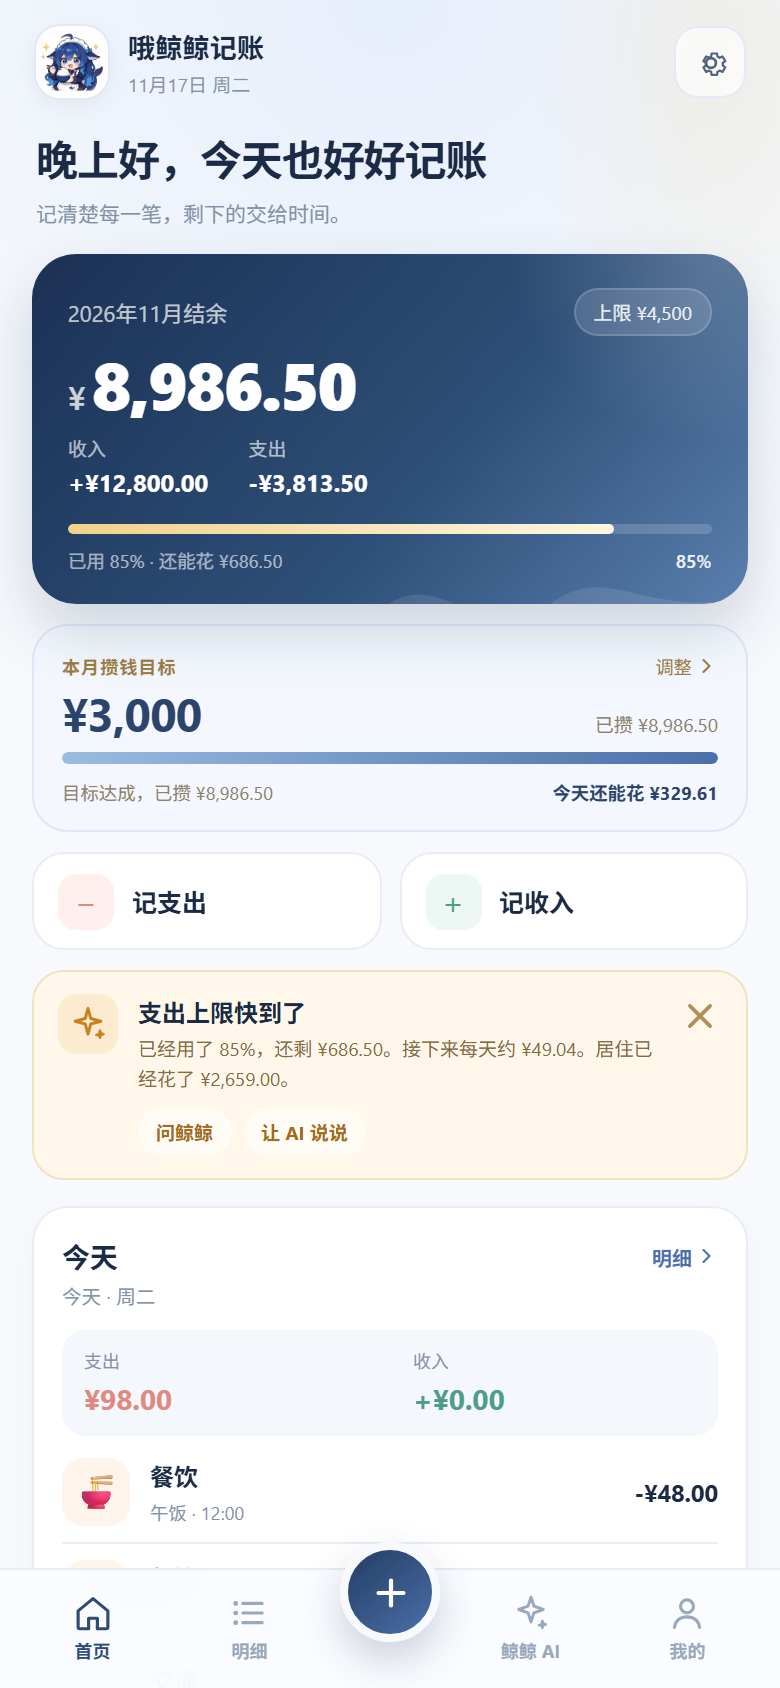 哦鲸鲸记账
11月17日 周二
晚上好，今天也好好记账
记清楚每一笔，剩下的交给时间。
2026年11月结余
上限 ¥4,500
¥ 8,986.50
收入
支出
+¥12,800.00
-¥3,813.50
已用 85% · 还能花 ¥686.50
85%
本月攒钱目标
调整
¥3,000
已攒 ¥8,986.50
目标达成，已攒 ¥8,986.50
今天还能花 ¥329.61
记支出
记收入
支出上限快到了
已经用了 85%，还剩 ¥686.50。接下来每天约 ¥49.04。居住已
经花了 ¥2,659.00。
问鲸鲸
让 AI 说说
今天
明细
今天 · 周二
支出
收入
¥98.00
+¥0.00
餐饮
午饭 · 12:00
-¥48.00
首页
明细
鲸鲸 AI
我的